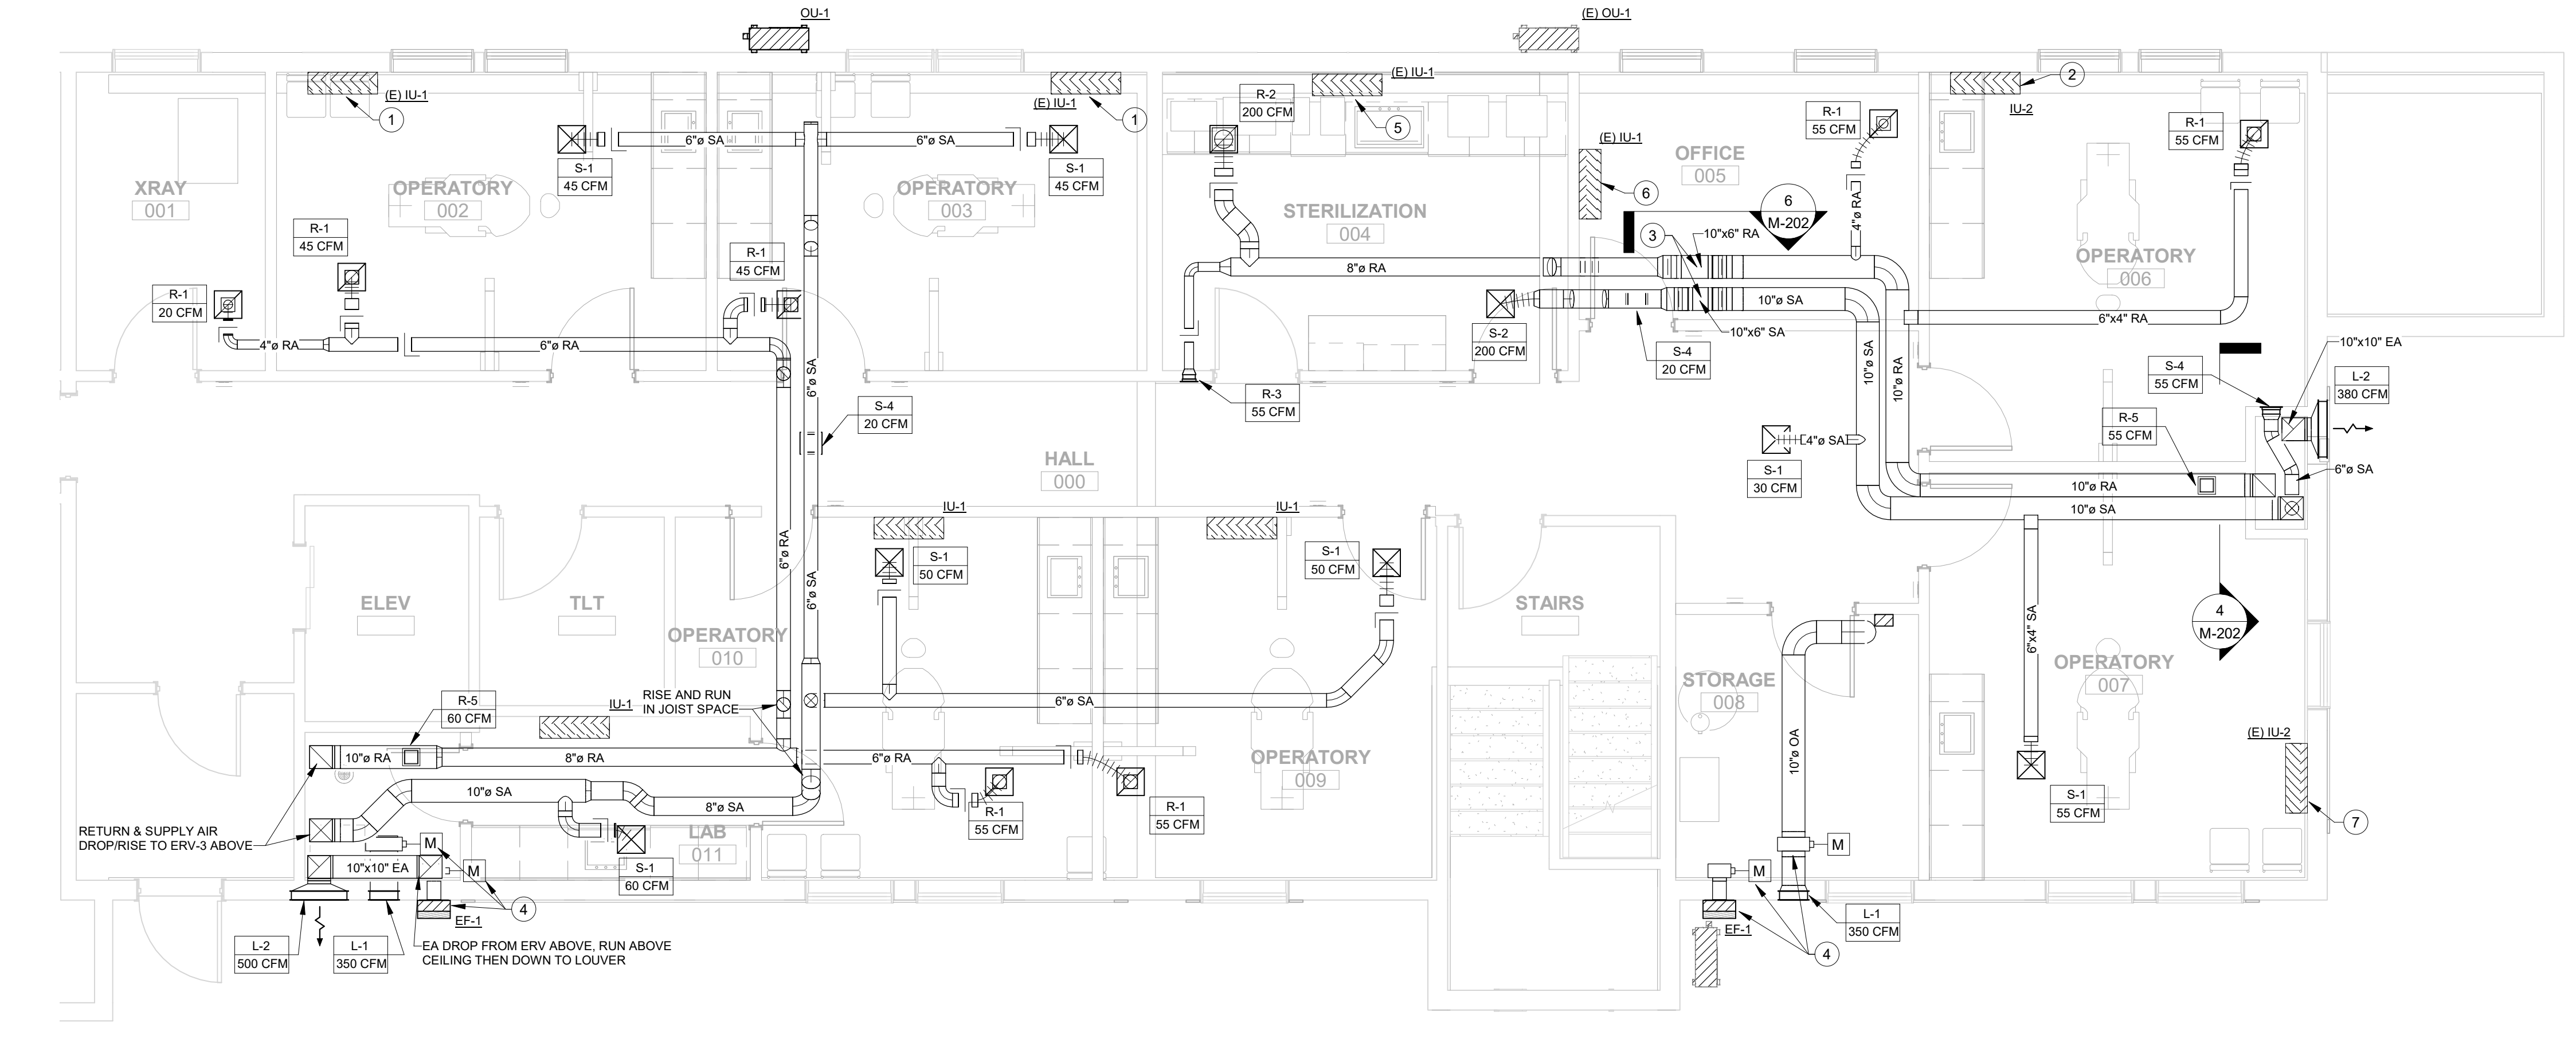 OU-1
(E) OU-1
(E) IU-1
1
(E) IU-1
1
(E) IU-1
5
2
IU-2
R-2
200 CFM
R-1
55 CFM
R-1
55 CFM
6"ø SA
6"ø SA
S-1
45 CFM
S-1
45 CFM
(E) IU-1
6
OFFICE
005
XRAY
001
OPERATORY
002
OPERATORY
003
STERILIZATION
004
6
M-202
4"ø RA
R-1
45 CFM
R-1
45 CFM
3
10"x6" RA
OPERATORY
006
8"ø RA
R-1
20 CFM
10"ø SA
10"x6" SA
6"x4" RA
4"ø RA
6"ø RA
S-2
200 CFM
S-4
20 CFM
10"ø SA
10"ø RA
10"x10" EA
S-4
55 CFM
L-2
380 CFM
6"ø SA
R-3
55 CFM
S-4
20 CFM
R-5
55 CFM
4"ø SA
HALL
000
S-1
30 CFM
6"ø SA
10"ø RA
10"ø SA
IU-1
IU-1
6"ø RA
6"ø SA
S-1
50 CFM
S-1
50 CFM
ELEV
TLT
STAIRS
4
M-202
6"x4" SA
OPERATORY
010
OPERATORY
007
STORAGE
008
RISE AND RUN
IN JOIST SPACE
R-5
60 CFM
IU-1
6"ø SA
10"ø OA
(E) IU-2
10"ø RA
8"ø RA
6"ø RA
OPERATORY
009
10"ø SA
8"ø SA
R-1
55 CFM
R-1
55 CFM
S-1
55 CFM
7
RETURN & SUPPLY AIR
DROP/RISE TO ERV-3 ABOVE
LAB
011
M
M
10"x10" EA
S-1
60 CFM
M
M
4
EF-1
L-2
500 CFM
L-1
350 CFM
EA DROP FROM ERV ABOVE, RUN ABOVE
CEILING THEN DOWN TO LOUVER
EF-1
L-1
350 CFM
4